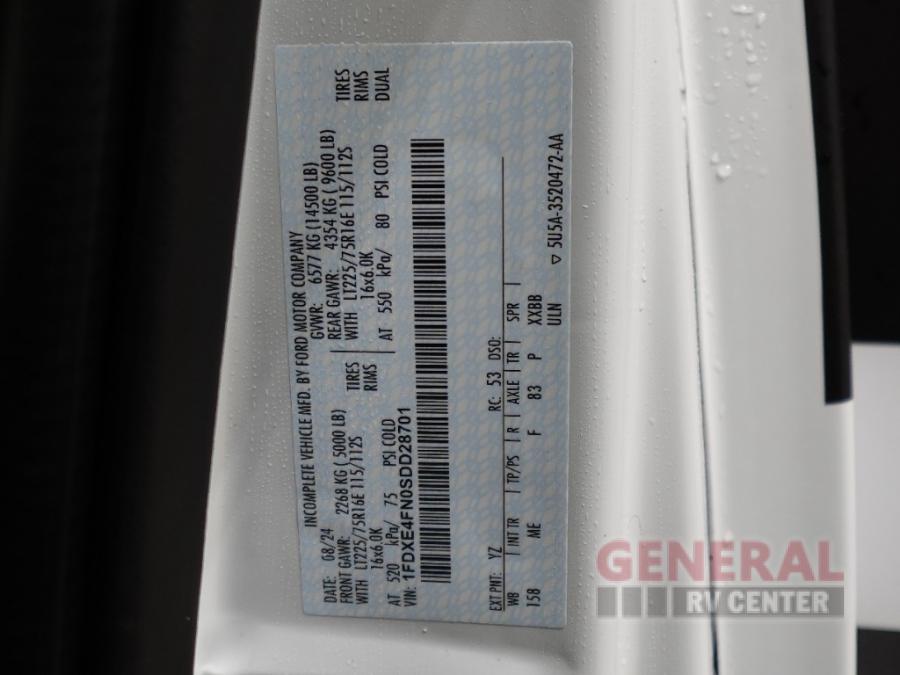 INCOMPLETE VEHICLE MFD. BY FORD MOTOR COMPANY
DATE: 08/24 GVWR: 6577 KG (14500 LB)
FRONT GAWR: 2268 KG ( 5000 LB) REAR GAWR: 4354 KG ( 9600 LB)
WITH LT225/75R16E 115/112S TIRES WITH LT225/75R16E 115/112S TIRES
16x6.0K RIMS 16x6.0K RIMS
AT 520 kPa/ 75 PSI COLD AT 550 kPa/ 80 PSI COLD DUAL
VIN: 1FDXE4FN0SDD28701
EXT PNT: YZ RC: 53 DSO:
WB INT TR TP/PS R AXLE TR SPR
158 ME F 83 P XXBB
ULN
▽ 5U5A-3520472-AA
GENERAL
RV CENTER